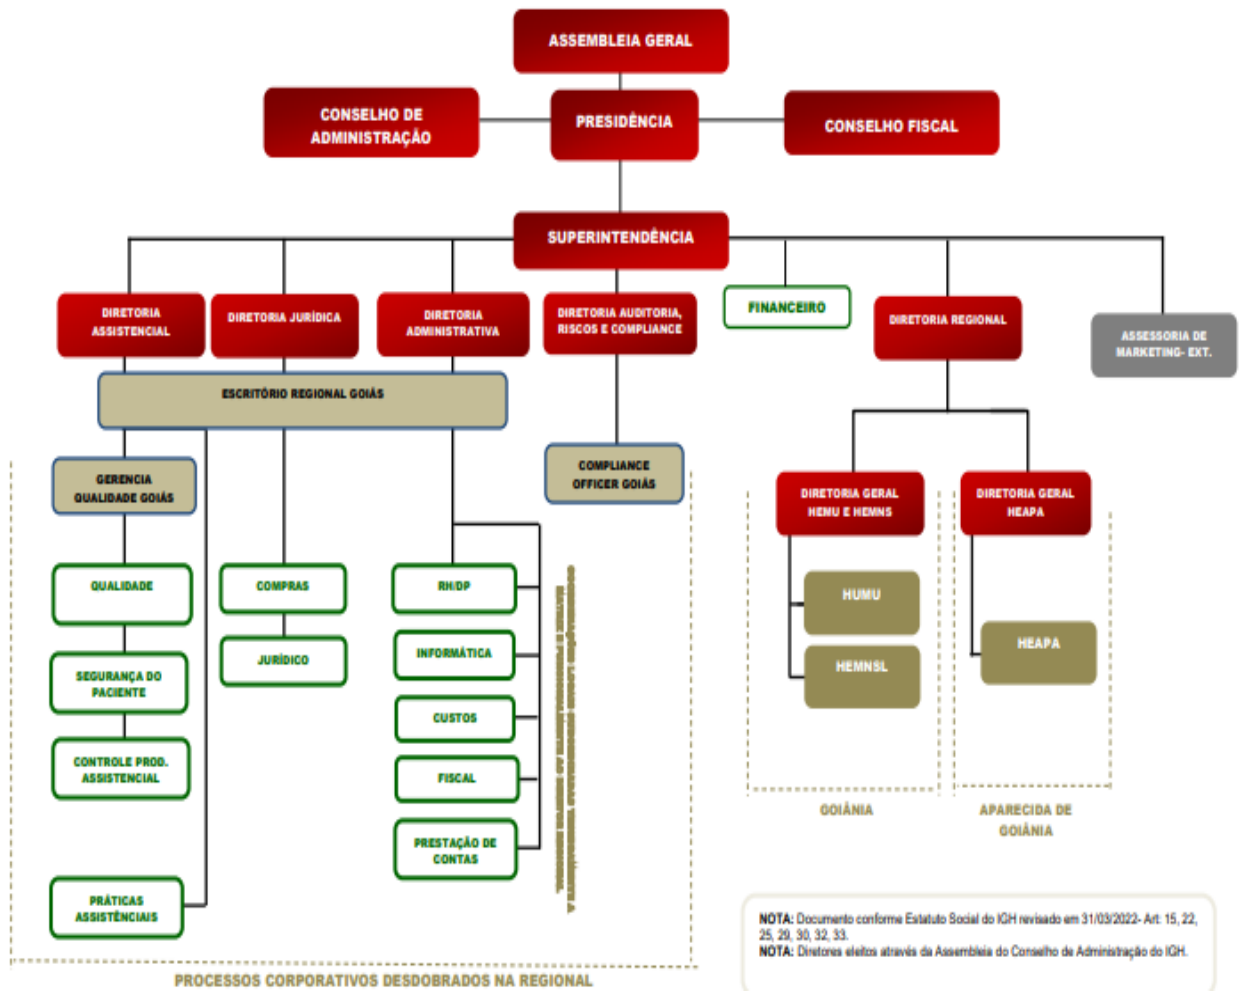 ASSEMBLEIA GERAL
CONSELHO DE
ADMINISTRAÇÃO
PRESIDÊNCIA
CONSELHO FISCAL
SUPERINTENDÊNCIA
DIRETORIA
ASSISTENCIAL
DIRETORIA JURÍDICA
DIRETORIA
ADMINISTRATIVA
DIRETORIA AUDITORIA,
RISCOS E COMPLIANCE
FINANCEIRO
DIRETORIA REGIONAL
ASSESSORIA DE
MARKETING- EXT.
ESCRITÓRIO REGIONAL GOIÁS
GERENCIA
QUALIDADE GOIÁS
COMPLIANCE
OFFICER GOIÁS
DIRETORIA GERAL
HEMU E HEMNS
DIRETORIA GERAL
HEAPA
QUALIDADE
COMPRAS
RH/DP
HUMU
SEGURANÇA DO
PACIENTE
JURÍDICO
INFORMÁTICA
HEMNSL
HEAPA
CONTROLE PROD.
ASSISTENCIAL
CUSTOS
FISCAL
PRESTAÇÃO DE
CONTAS
PRÁTICAS
ASSISTÊNCIAIS
GOIÂNIA
APARECIDA DE
GOIÂNIA
NOTA: Documento conforme Estatuto Social do IGH revisado em 31/03/2022- Art: 15, 22,
25, 29, 30, 32, 33.
NOTA: Diretores eleitos através da Assembleia do Conselho de Administração do IGH.
PROCESSOS CORPORATIVOS DESDOBRADOS NA REGIONAL